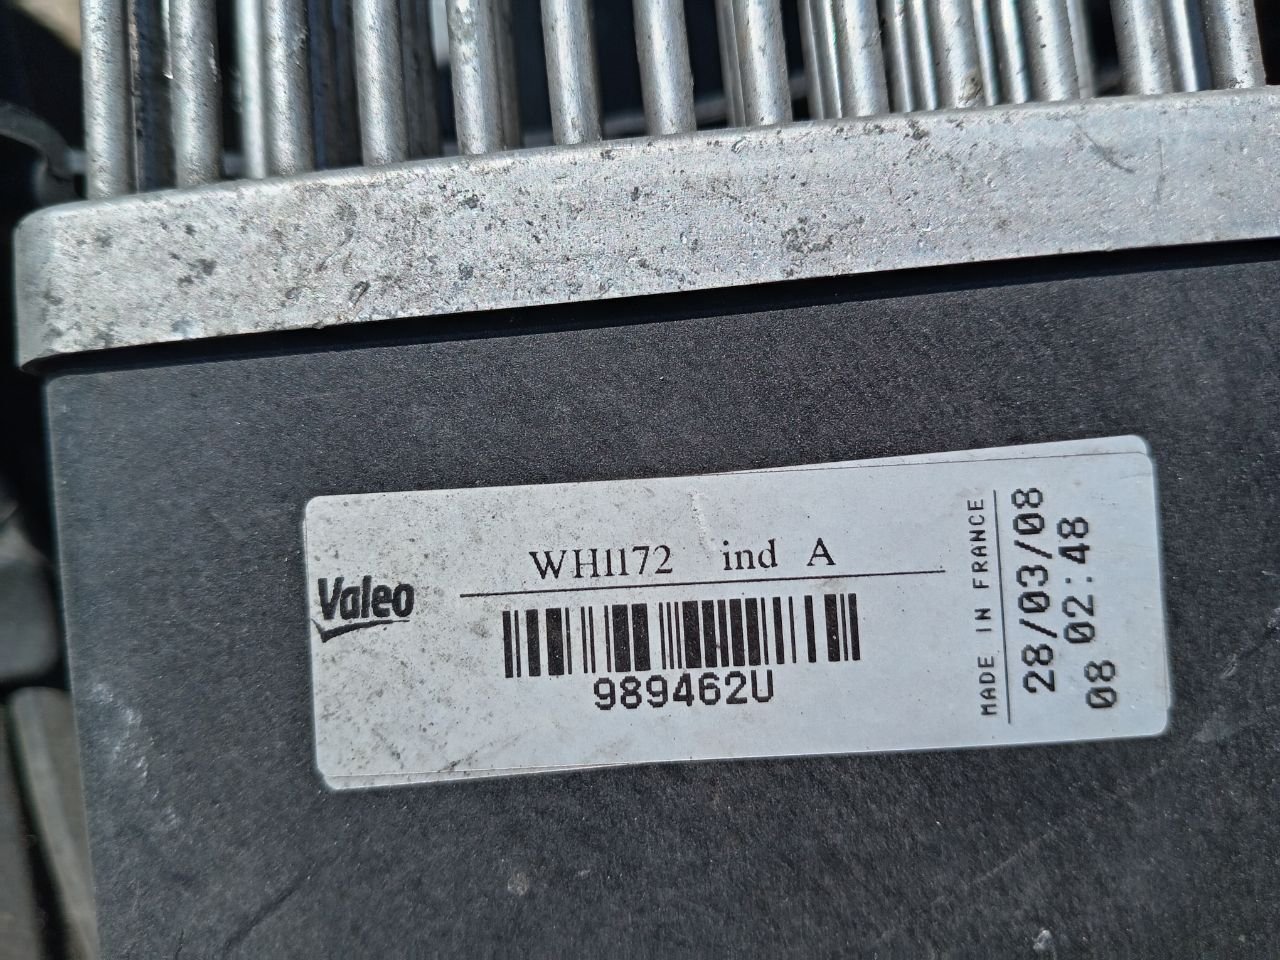 Valeo
WH1172 ind A
989462U
MADE IN FRANCE
28/03/08
08 02:48